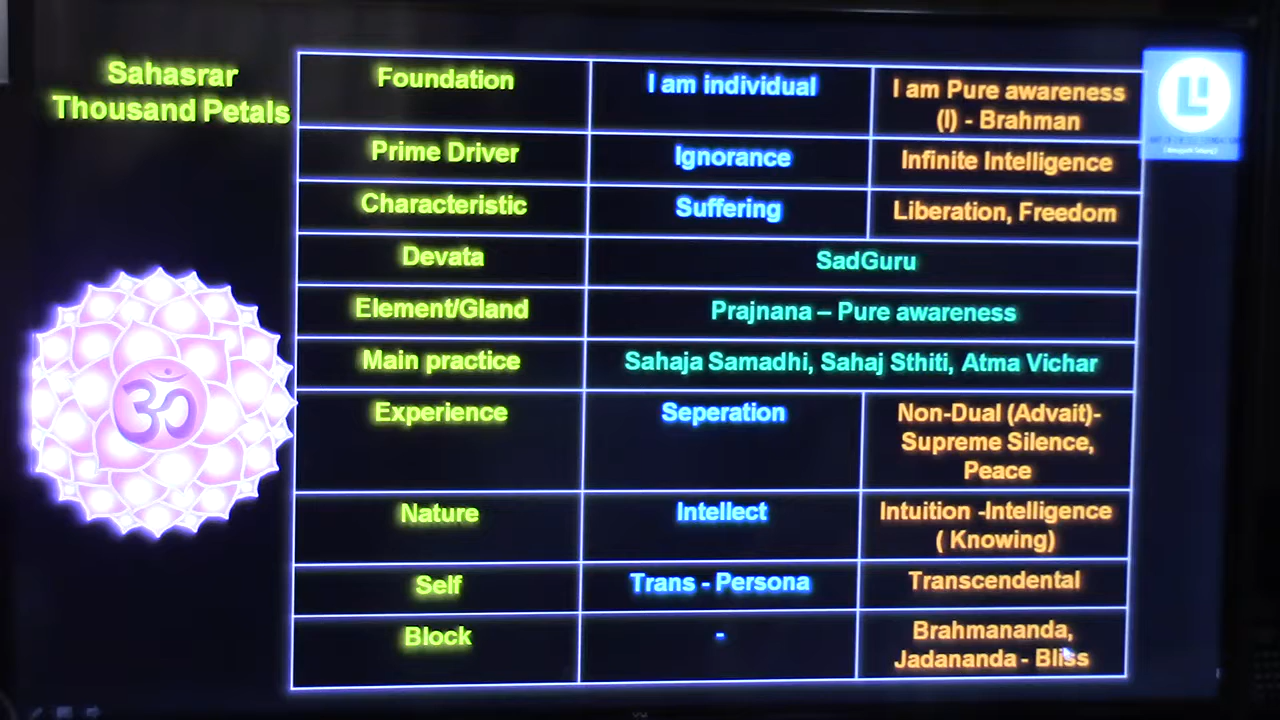 Sahasrar
Thousand Petals
Foundation
I am individual
I am Pure awareness
(I) - Brahman
Prime Driver
Ignorance
Infinite Intelligence
Characteristic
Suffering
Liberation, Freedom
Devata
SadGuru
Element/Gland
Prajnana – Pure awareness
Main practice
Sahaja Samadhi, Sahaj Sthiti, Atma Vichar
Experience
Seperation
Non-Dual (Advait)-
Supreme Silence,
Peace
Nature
Intellect
Intuition -Intelligence
( Knowing)
Self
Trans - Persona
Transcendental
Block
-
Brahmananda,
Jadananda - Bliss
ॐ